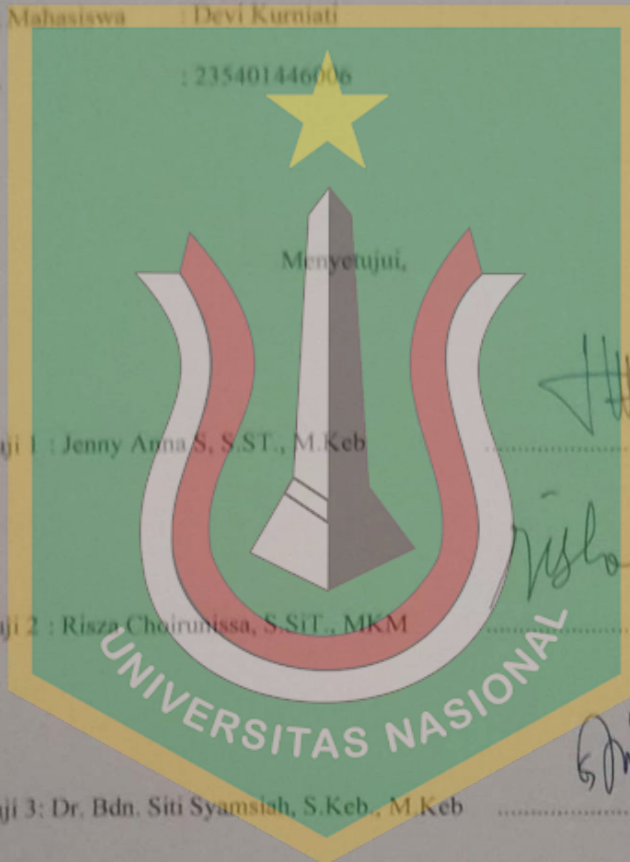 Mahasiswa : Devi Kurniati
: 235401446006
Menyetujui,
ji 1 : Jenny Anna S, S.ST., M.Keb ..........
ji 2 : Risza Choirunissa, S.SiT., MKM ..........
UNIVERSITAS NASIONAL
ji 3: Dr. Bdn. Siti Syamsiah, S.Keb., M.Keb ..........